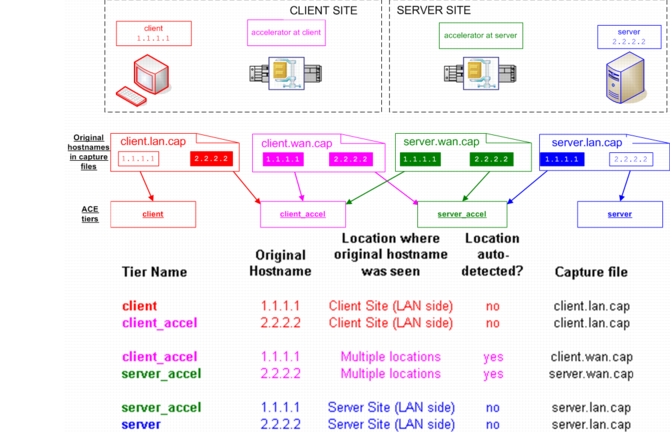 CLIENT SITE SERVER SITE
client
1.1.1.1
accelerator at client
accelerator at server
server
2.2.2.2
Original
hostnames
in capture
files
client.lan.cap
1.1.1.1 2.2.2.2
client.wan.cap
1.1.1.1 2.2.2.2
server.wan.cap
1.1.1.1 2.2.2.2
server.lan.cap
1.1.1.1 2.2.2.2
ACE
tiers
client
client_accel
server_accel
server
Tier Name
Original
Hostname
Location where
original hostname
was seen
Location
auto-
detected?
Capture file
client 1.1.1.1 Client Site (LAN side) no client.lan.cap
client_accel 2.2.2.2 Client Site (LAN side) no client.lan.cap
client_accel 1.1.1.1 Multiple locations yes client.wan.cap
server_accel 2.2.2.2 Multiple locations yes server.wan.cap
server_accel 1.1.1.1 Server Site (LAN side) no server.lan.cap
server 2.2.2.2 Server Site (LAN side) no server.lan.cap